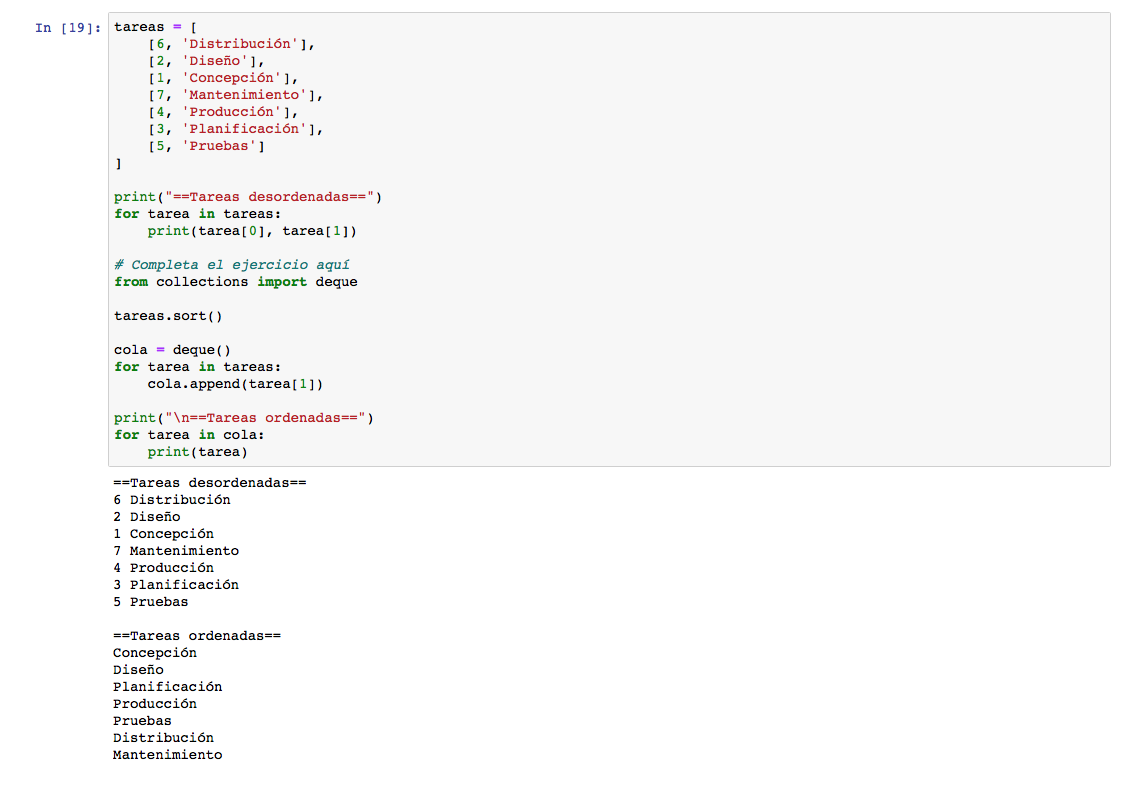 In [19]: tareas = [
    [6, 'Distribución'],
    [2, 'Diseño'],
    [1, 'Concepción'],
    [7, 'Mantenimiento'],
    [4, 'Producción'],
    [3, 'Planificación'],
    [5, 'Pruebas']
]

print("==Tareas desordenadas==")
for tarea in tareas:
    print(tarea[0], tarea[1])

# Completa el ejercicio aquí
from collections import deque

tareas.sort()

cola = deque()
for tarea in tareas:
    cola.append(tarea[1])

print("\n==Tareas ordenadas==")
for tarea in cola:
    print(tarea)
==Tareas desordenadas==
6 Distribución
2 Diseño
1 Concepción
7 Mantenimiento
4 Producción
3 Planificación
5 Pruebas

==Tareas ordenadas==
Concepción
Diseño
Planificación
Producción
Pruebas
Distribución
Mantenimiento